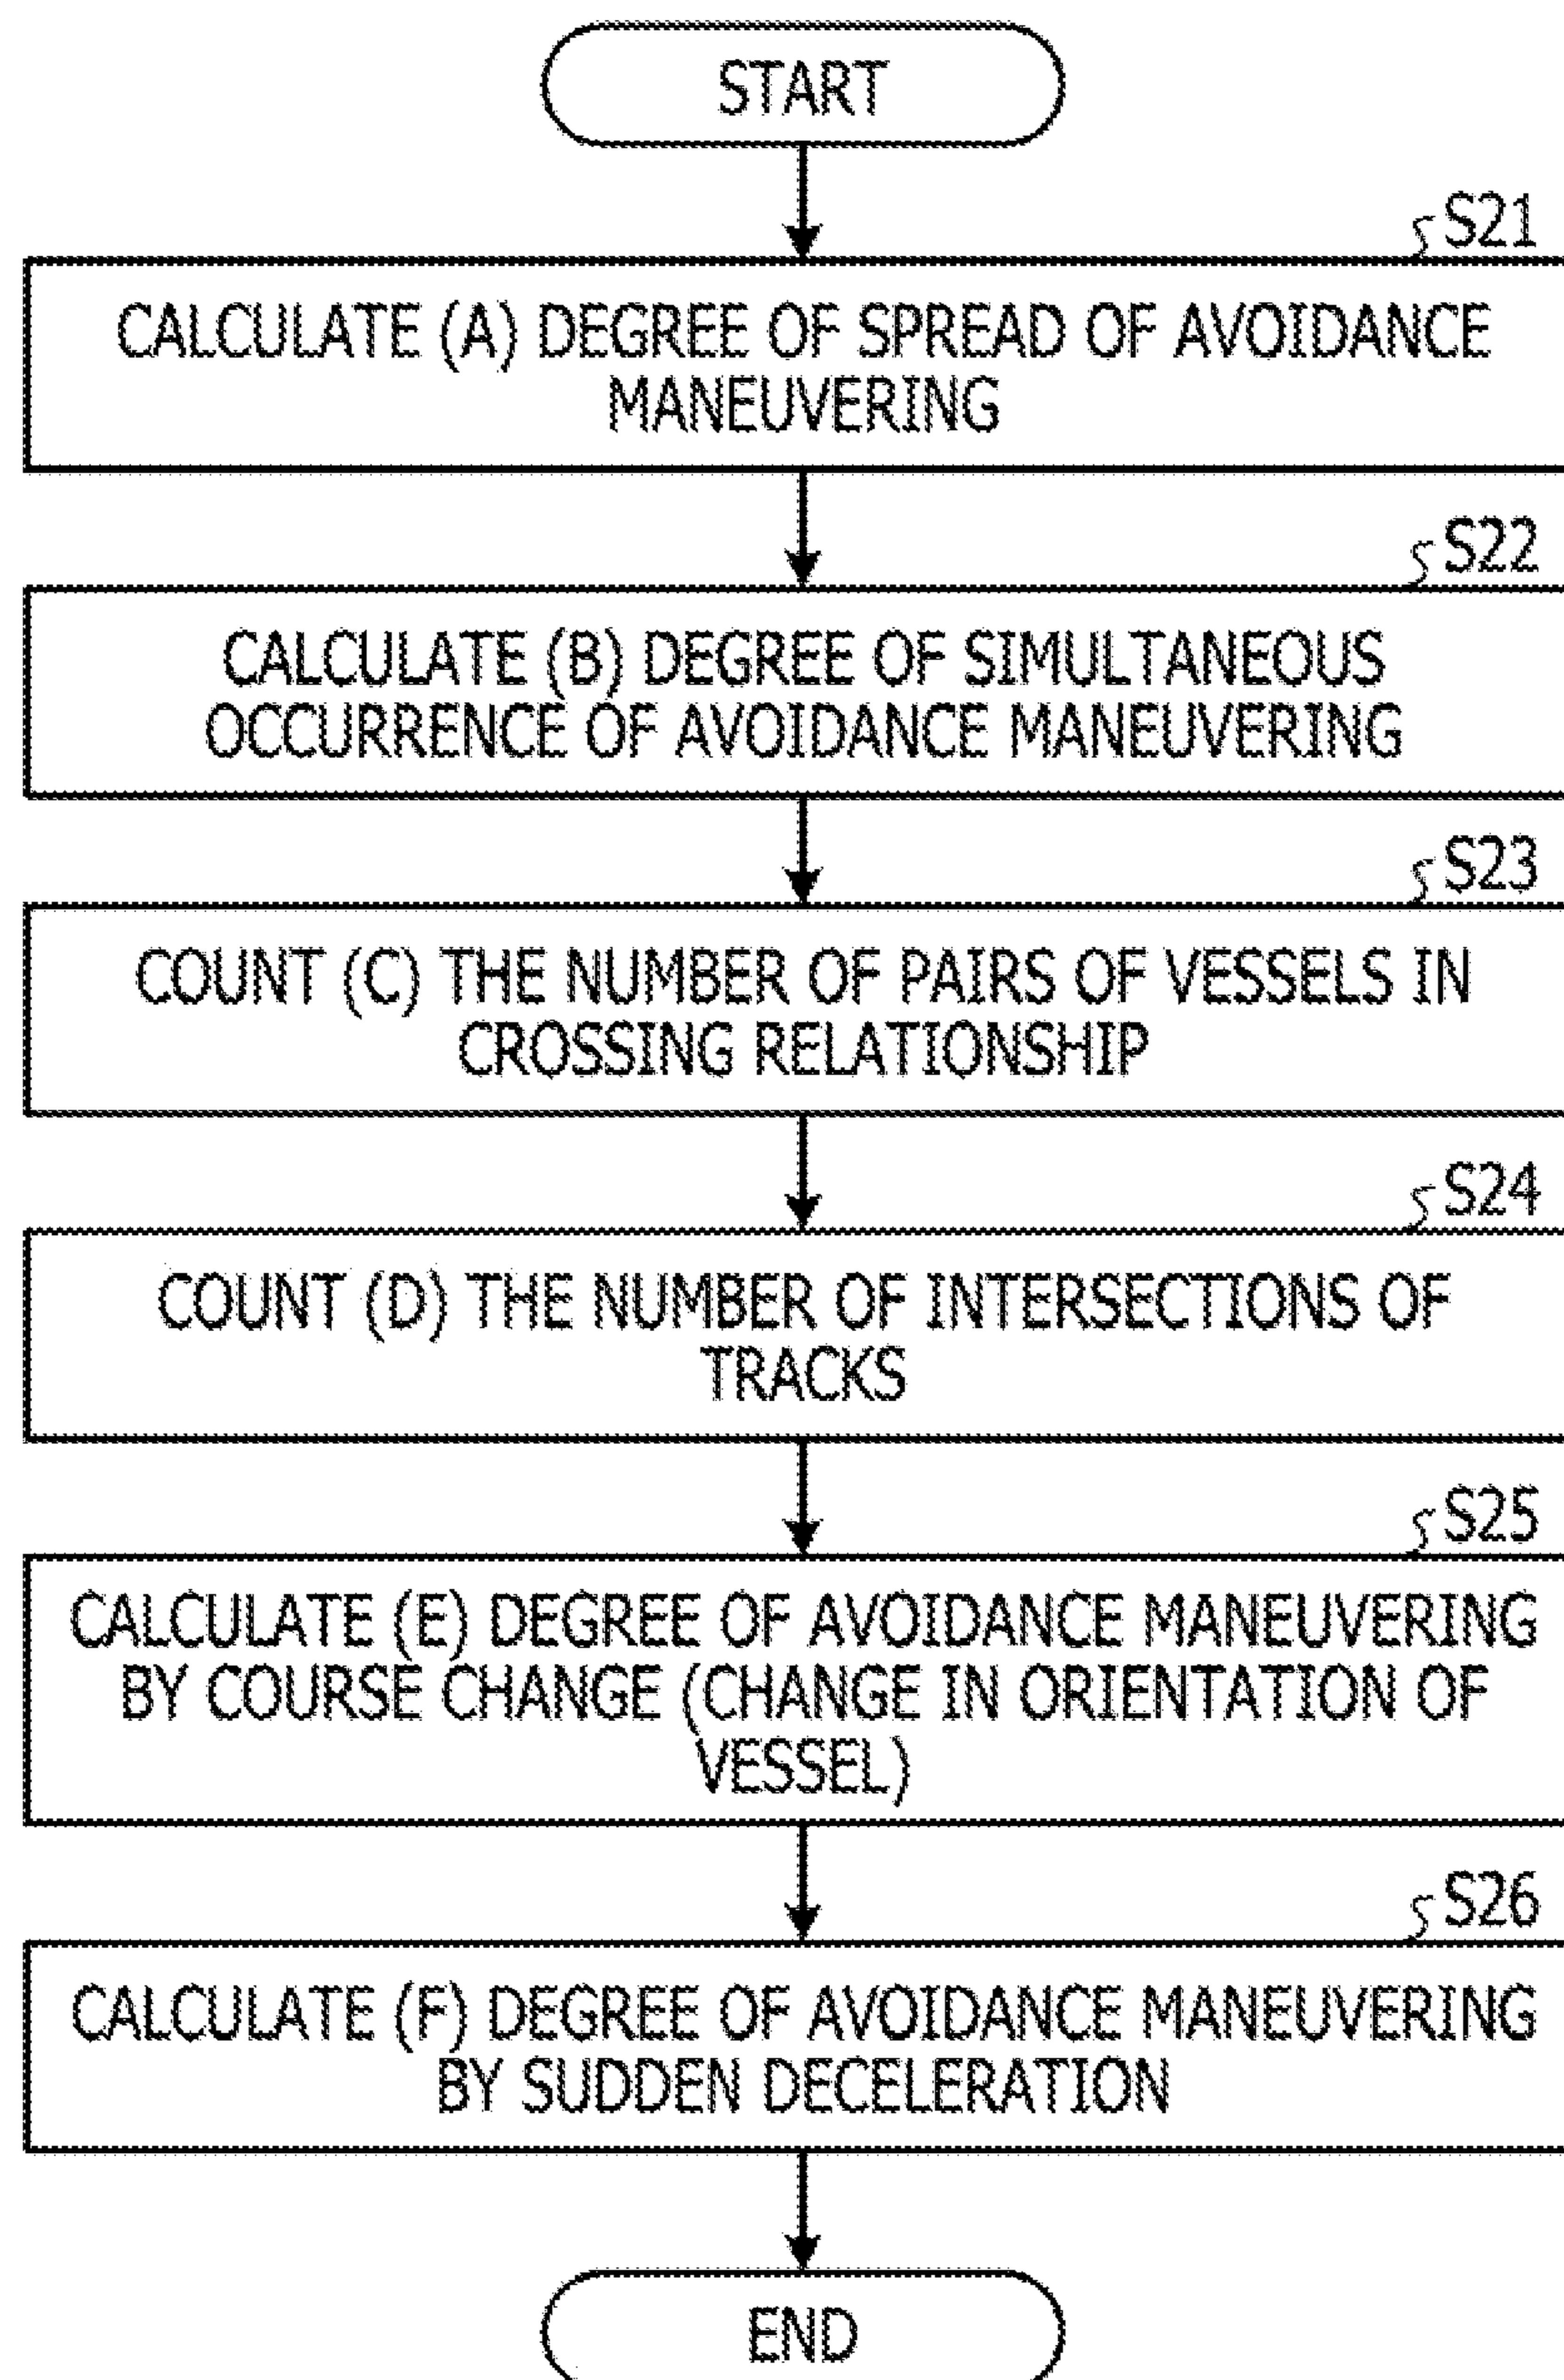 START
S21
CALCULATE (A) DEGREE OF SPREAD OF AVOIDANCE
MANEUVERING
S22
CALCULATE (B) DEGREE OF SIMULTANEOUS
OCCURRENCE OF AVOIDANCE MANEUVERING
S23
COUNT (C) THE NUMBER OF PAIRS OF VESSELS IN
CROSSING RELATIONSHIP
S24
COUNT (D) THE NUMBER OF INTERSECTIONS OF
TRACKS
S25
CALCULATE (E) DEGREE OF AVOIDANCE MANEUVERING
BY COURSE CHANGE (CHANGE IN ORIENTATION OF
VESSEL)
S26
CALCULATE (F) DEGREE OF AVOIDANCE MANEUVERING
BY SUDDEN DECELERATION
END